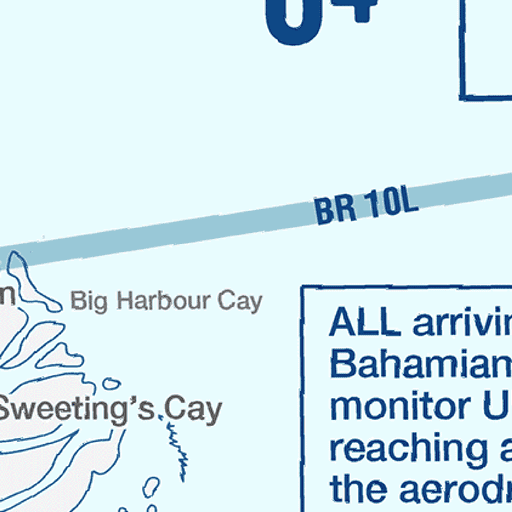 BR 10L
Big Harbour Cay
Sweeting's Cay
ALL arrivin
Bahamian
monitor U
reaching a
the aerodr